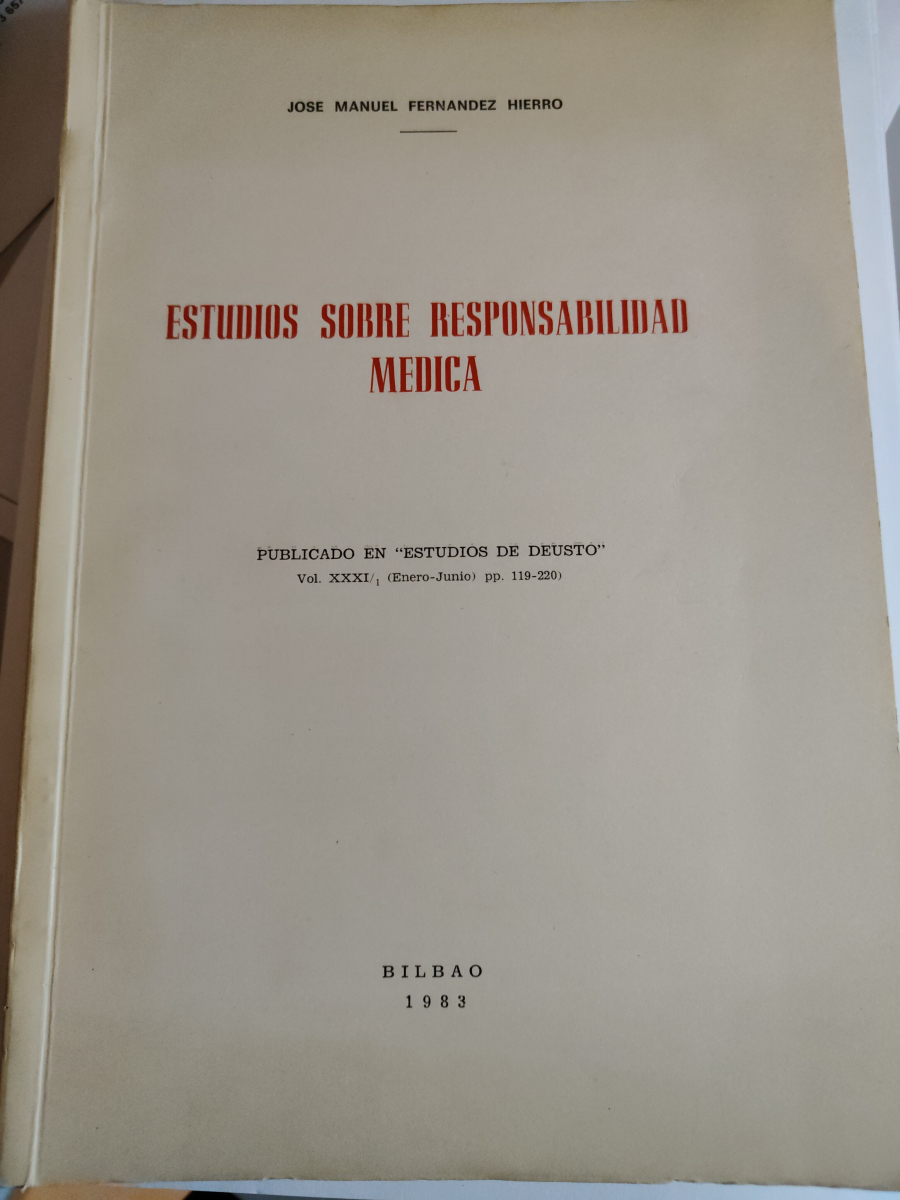 JOSE MANUEL FERNANDEZ HIERRO
ESTUDIOS SOBRE RESPONSABILIDAD
MEDICA
PUBLICADO EN “ESTUDIOS DE DEUSTO”
Vol. XXXI/1 (Enero-Junio) pp. 119-220)
BILBAO
1983